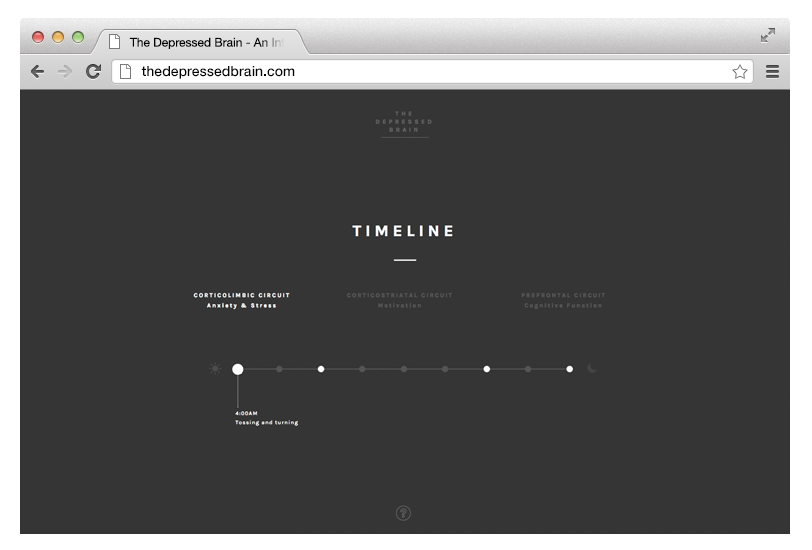 The Depressed Brain - An In
thedepressedbrain.com
THE
DEPRESSED
BRAIN
TIMELINE
CORTICOLIMBIC CIRCUIT
Anxiety & Stress
CORTICOSTRIATAL CIRCUIT
Motivation
PREFRONTAL CIRCUIT
Cognitive Function
4:00AM
Tossing and turning
?